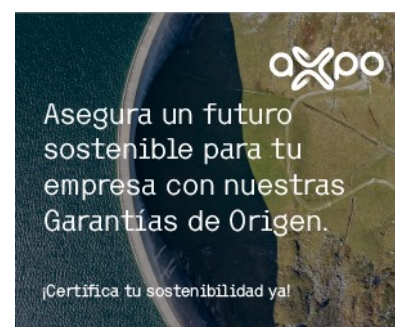 axpo
Asegura un futuro
sostenible para tu
empresa con nuestras
Garantías de Origen.
¡Certifica tu sostenibilidad ya!